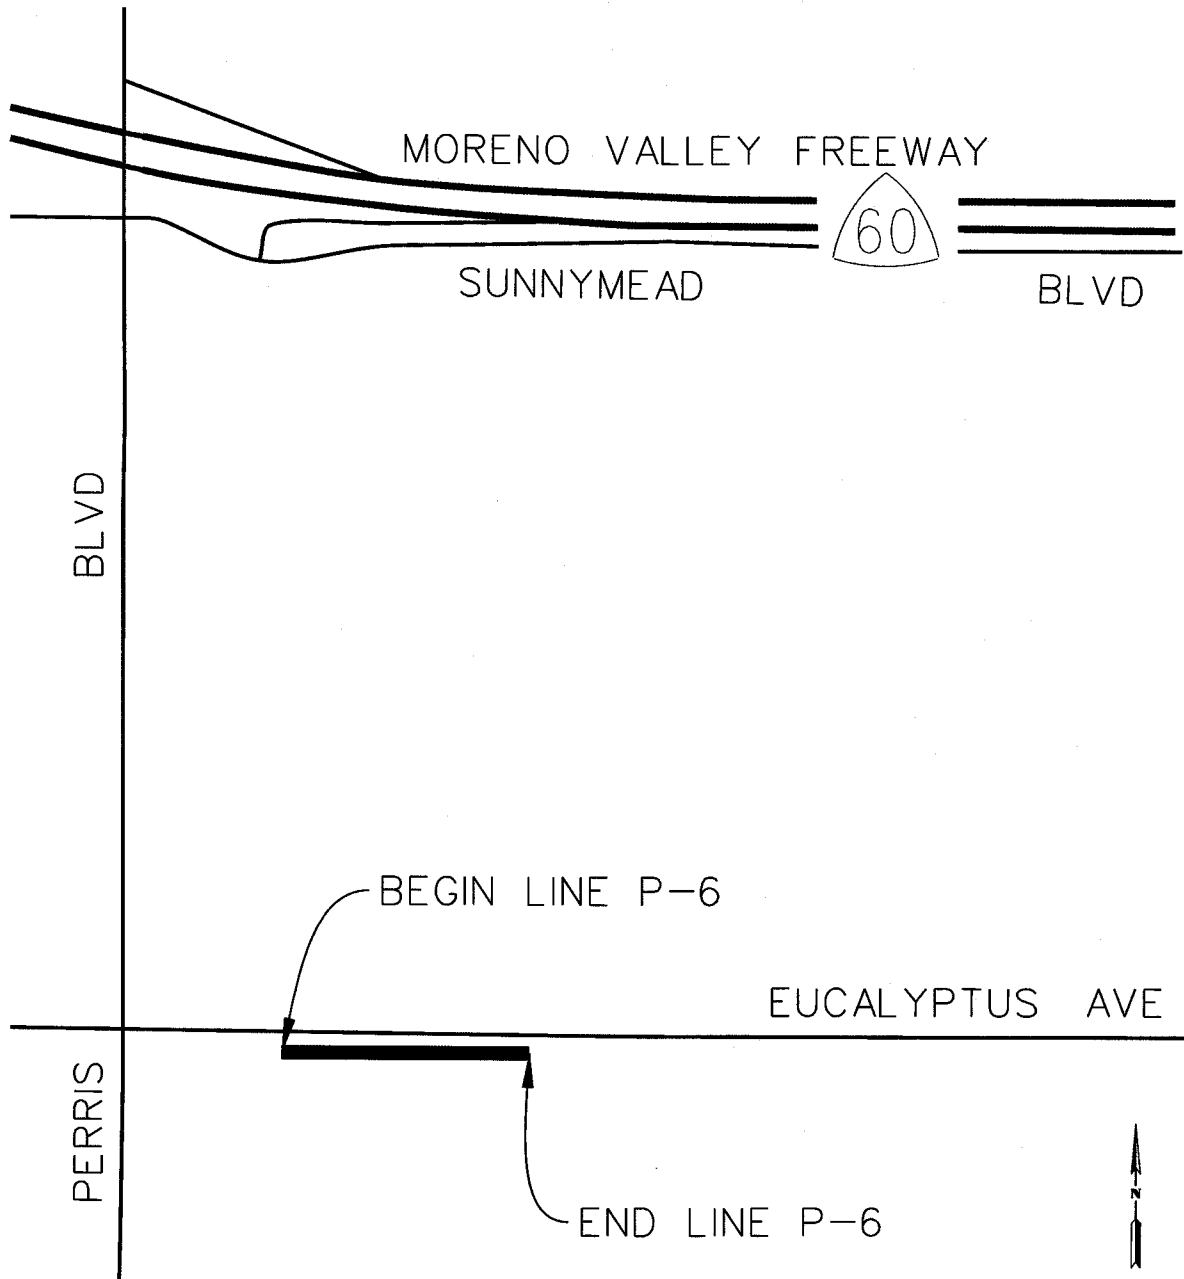 MORENO VALLEY FREEWAY
60
SUNNYMEAD BLVD
PERRIS BLVD
BEGIN LINE P-6
EUCALYPTUS AVE
END LINE P-6
N